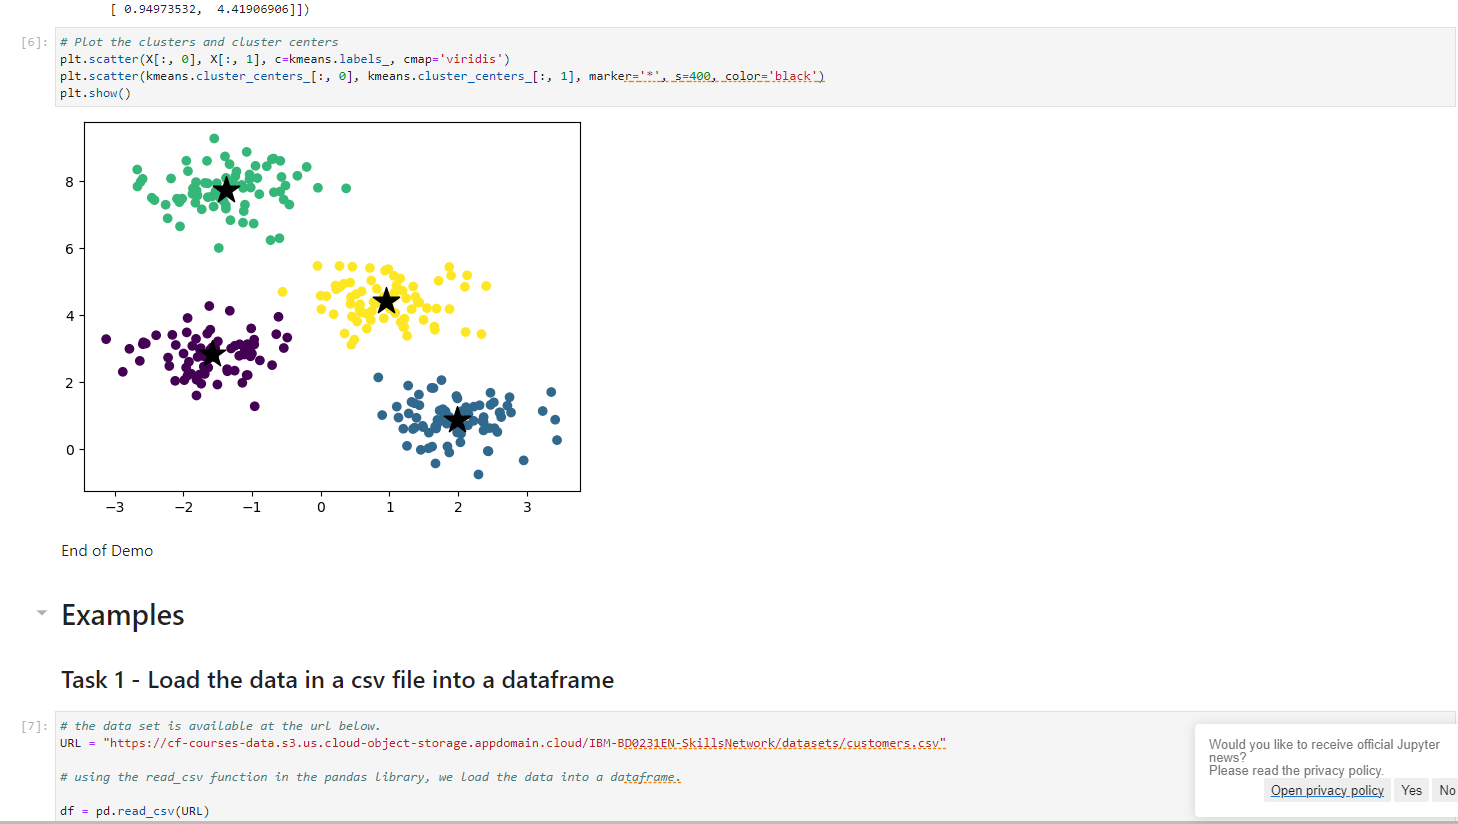 [ 0.94973532,  4.41906906]])
[6]:
# Plot the clusters and cluster centers
plt.scatter(X[:, 0], X[:, 1], c=kmeans.labels_, cmap='viridis')
plt.scatter(kmeans.cluster_centers_[:, 0], kmeans.cluster_centers_[:, 1], marker='*', s=400, color='black')
plt.show()
8
6
4
2
0
−3 −2 −1 0 1 2 3
End of Demo
Examples
Task 1 - Load the data in a csv file into a dataframe
[7]:
# the data set is available at the url below.
URL = "https://cf-courses-data.s3.us.cloud-object-storage.appdomain.cloud/IBM-BD0231EN-SkillsNetwork/datasets/customers.csv"
# using the read_csv function in the pandas library, we load the data into a dataframe.
df = pd.read_csv(URL)
Would you like to receive official Jupyter
news?
Please read the privacy policy.
Open privacy policy Yes No